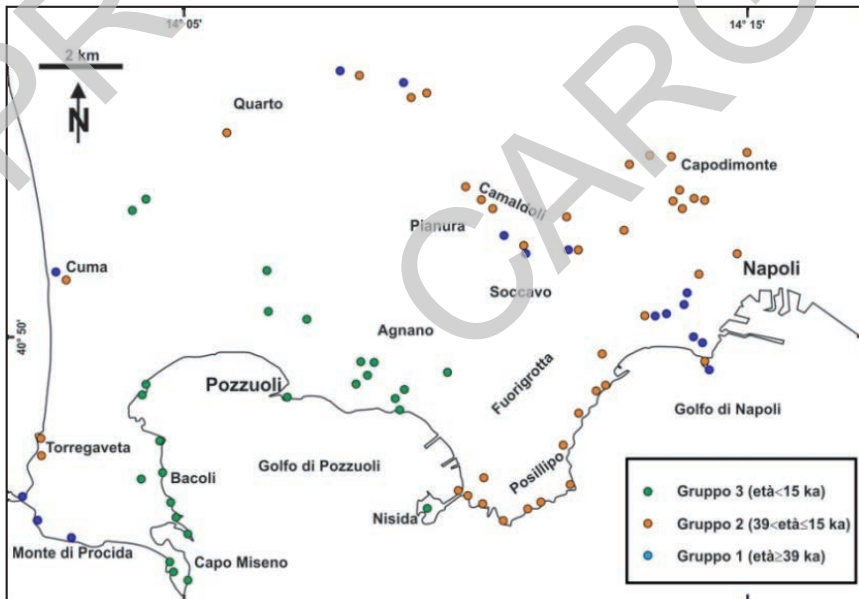 14° 05'
14° 15'
2 km
N
Quarto
Capodimonte
Camaldoli
Pianura
Cuma
Napoli
Soccavo
40° 50'
Agnano
Pozzuoli
Fuorigrotta
Golfo di Napoli
Torregaveta
Golfo di Pozzuoli
Bacoli
Posillipo
Nisida
Monte di Procida
Capo Miseno
Gruppo 3 (età<15 ka)
Gruppo 2 (39<età≤15 ka)
Gruppo 1 (età≥39 ka)
PR
CARG